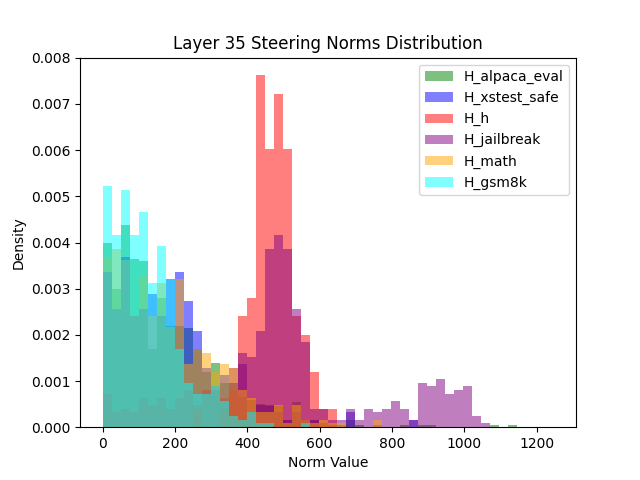 Layer 35 Steering Norms Distribution
0.008
0.007
0.006
0.005
0.004
0.003
0.002
0.001
0.000
Density
H_alpaca_eval
H_xstest_safe
H_h
H_jailbreak
H_math
H_gsm8k
0 200 400 600 800 1000 1200
Norm Value